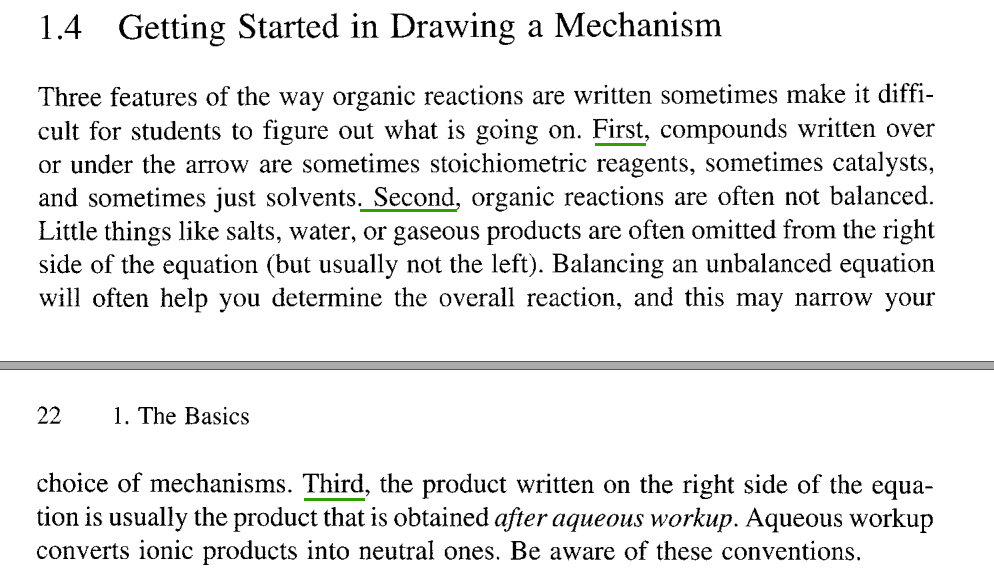 1.4 Getting Started in Drawing a Mechanism
Three features of the way organic reactions are written sometimes make it diffi-
cult for students to figure out what is going on. First, compounds written over
or under the arrow are sometimes stoichiometric reagents, sometimes catalysts,
and sometimes just solvents. Second, organic reactions are often not balanced.
Little things like salts, water, or gaseous products are often omitted from the right
side of the equation (but usually not the left). Balancing an unbalanced equation
will often help you determine the overall reaction, and this may narrow your
22 1. The Basics
choice of mechanisms. Third, the product written on the right side of the equa-
tion is usually the product that is obtained after aqueous workup. Aqueous workup
converts ionic products into neutral ones. Be aware of these conventions.